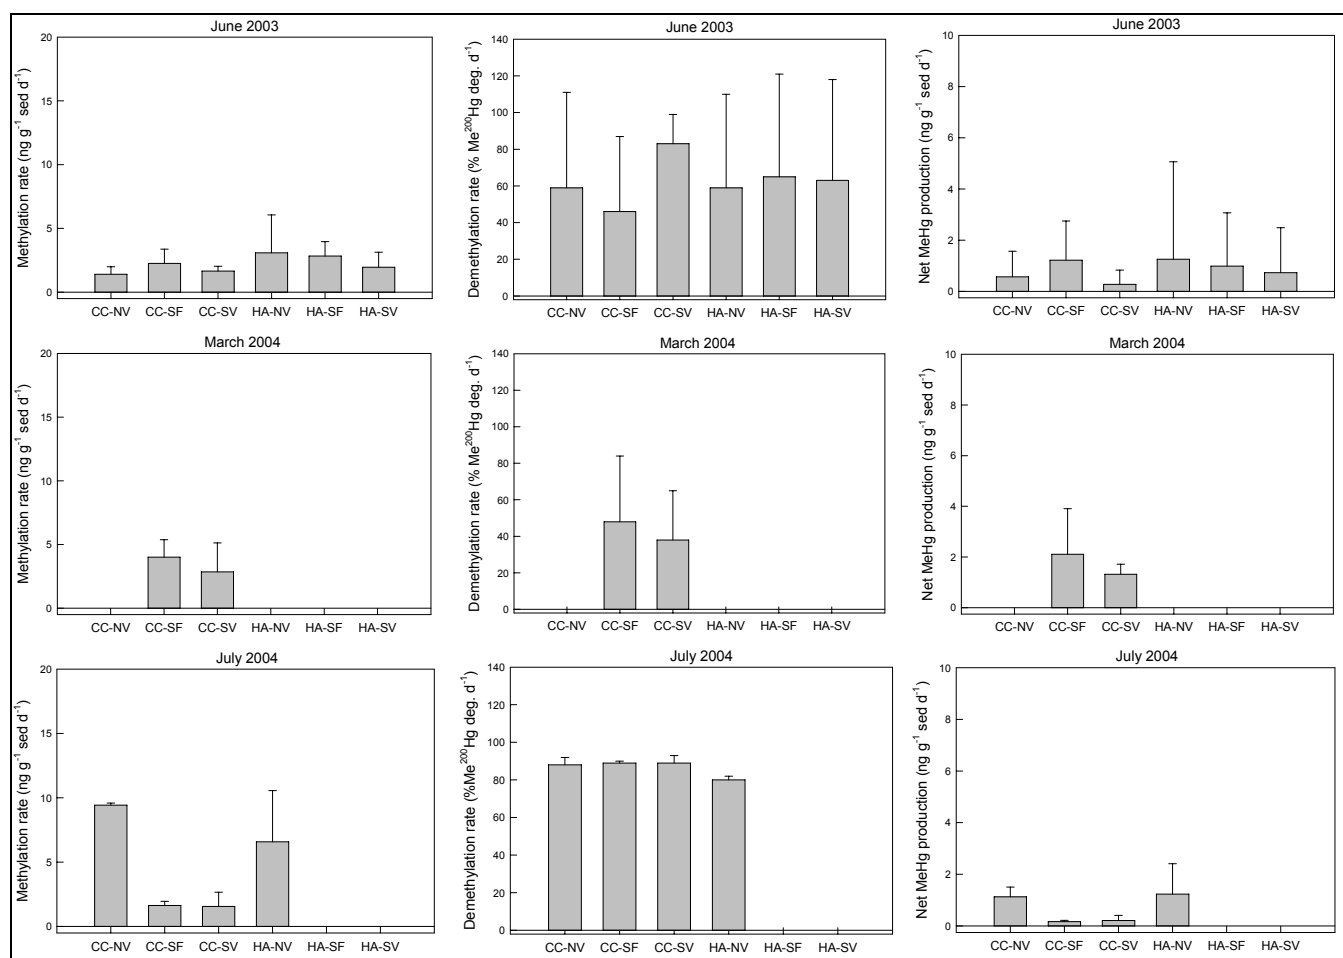 June 2003
Methylation rate (ng g⁻¹ sed d⁻¹)
20
15
10
5
0
CC-NV CC-SF CC-SV HA-NV HA-SF HA-SV
June 2003
Demethylation rate (% Me²⁰⁰Hg deg. d⁻¹)
140
120
100
80
60
40
20
0
CC-NV CC-SF CC-SV HA-NV HA-SF HA-SV
June 2003
Net MeHg production (ng g⁻¹ sed d⁻¹)
10
8
6
4
2
0
CC-NV CC-SF CC-SV HA-NV HA-SF HA-SV
March 2004
Methylation rate (ng g⁻¹ sed d⁻¹)
20
15
10
5
0
CC-NV CC-SF CC-SV HA-NV HA-SF HA-SV
March 2004
Demethylation rate (% Me²⁰⁰Hg deg. d⁻¹)
140
120
100
80
60
40
20
0
CC-NV CC-SF CC-SV HA-NV HA-SF HA-SV
March 2004
Net MeHg production (ng g⁻¹ sed d⁻¹)
10
8
6
4
2
0
CC-NV CC-SF CC-SV HA-NV HA-SF HA-SV
July 2004
Methylation rate (ng g⁻¹ sed d⁻¹)
20
15
10
5
0
CC-NV CC-SF CC-SV HA-NV HA-SF HA-SV
July 2004
Demethylation rate (%Me²⁰⁰Hg deg. d⁻¹)
140
120
100
80
60
40
20
0
CC-NV CC-SF CC-SV HA-NV HA-SF HA-SV
July 2004
Net MeHg production (ng g⁻¹ sed d⁻¹)
10
8
6
4
2
0
CC-NV CC-SF CC-SV HA-NV HA-SF HA-SV